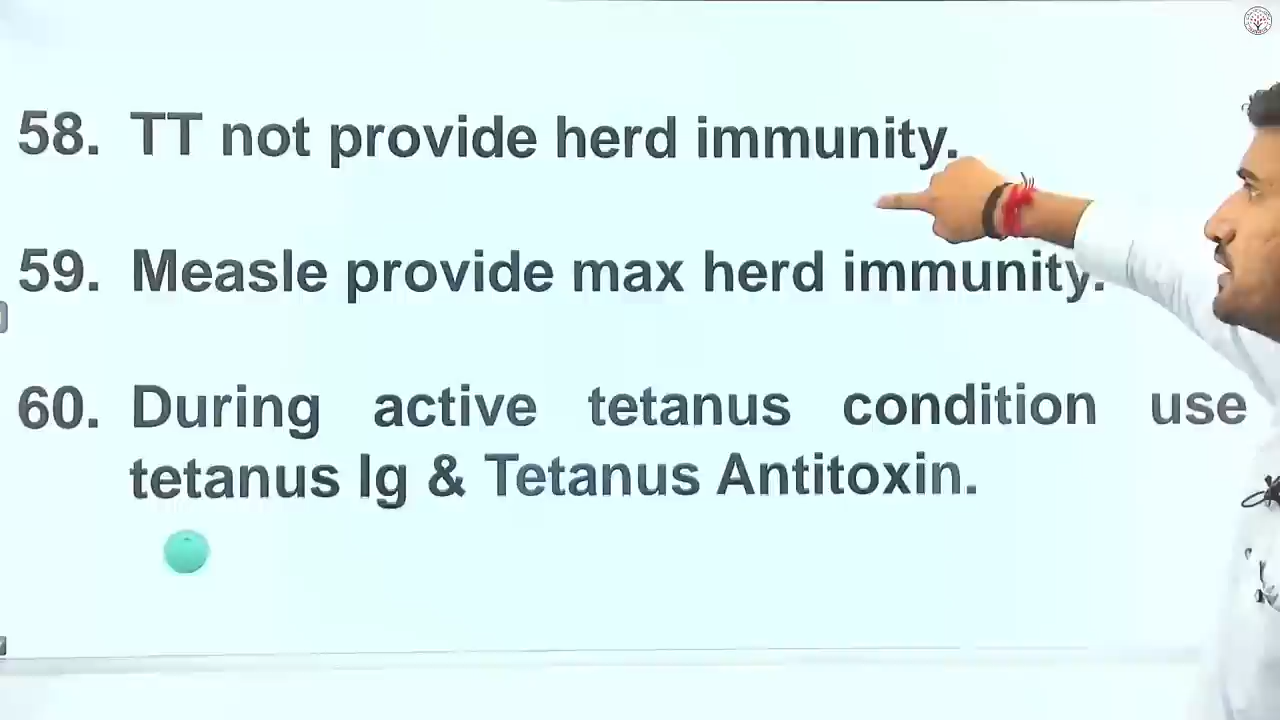 58. TT not provide herd immunity.
59. Measle provide max herd immunity.
60. During active tetanus condition use
tetanus Ig & Tetanus Antitoxin.